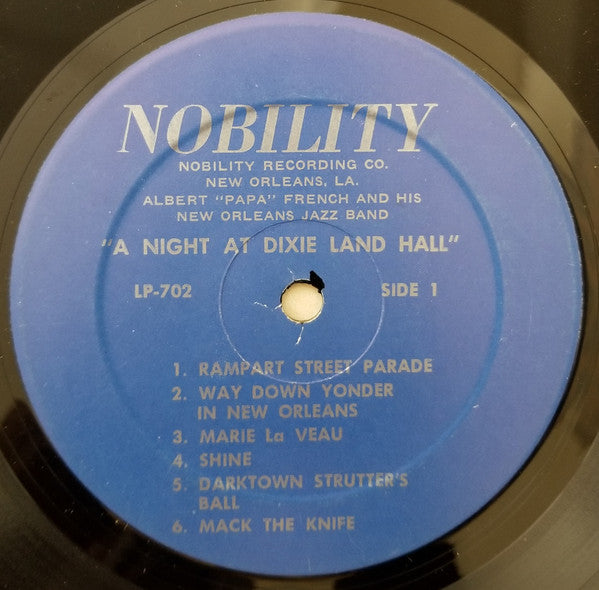 NOBILITY
NOBILITY RECORDING CO.
NEW ORLEANS, LA.
ALBERT "PAPA" FRENCH AND HIS
NEW ORLEANS JAZZ BAND
"A NIGHT AT DIXIE LAND HALL"
LP-702 SIDE 1
1. RAMPART STREET PARADE
2. WAY DOWN YONDER
IN NEW ORLEANS
3. MARIE La VEAU
4. SHINE
5. DARKTOWN STRUTTER'S
BALL
6. MACK THE KNIFE